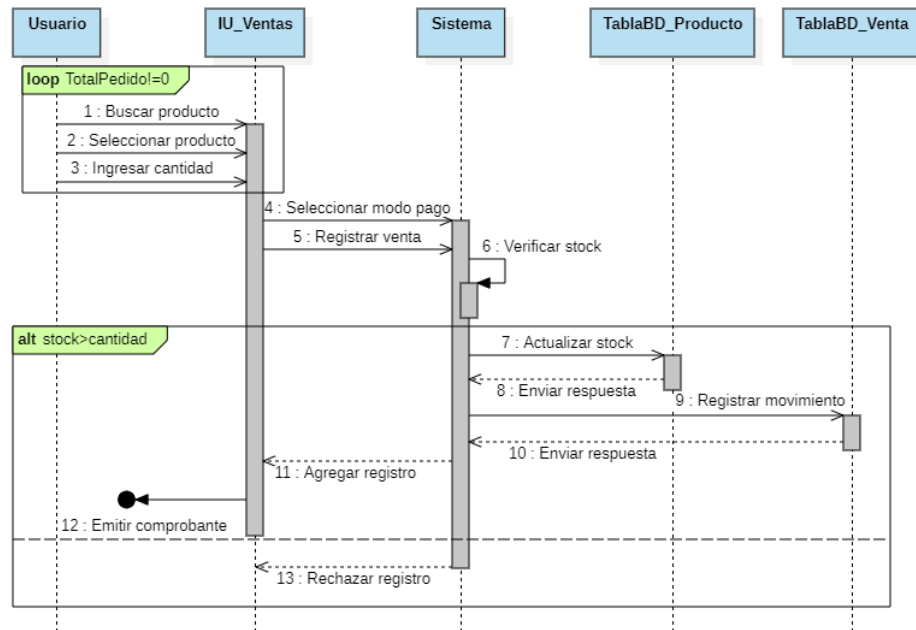 Usuario
IU_Ventas
Sistema
TablaBD_Producto
TablaBD_Venta
loop TotalPedido!=0
1 : Buscar producto
2 : Seleccionar producto
3 : Ingresar cantidad
4 : Seleccionar modo pago
5 : Registrar venta
6 : Verificar stock
alt stock>cantidad
7 : Actualizar stock
8 : Enviar respuesta
9 : Registrar movimiento
10 : Enviar respuesta
11 : Agregar registro
12 : Emitir comprobante
13 : Rechazar registro